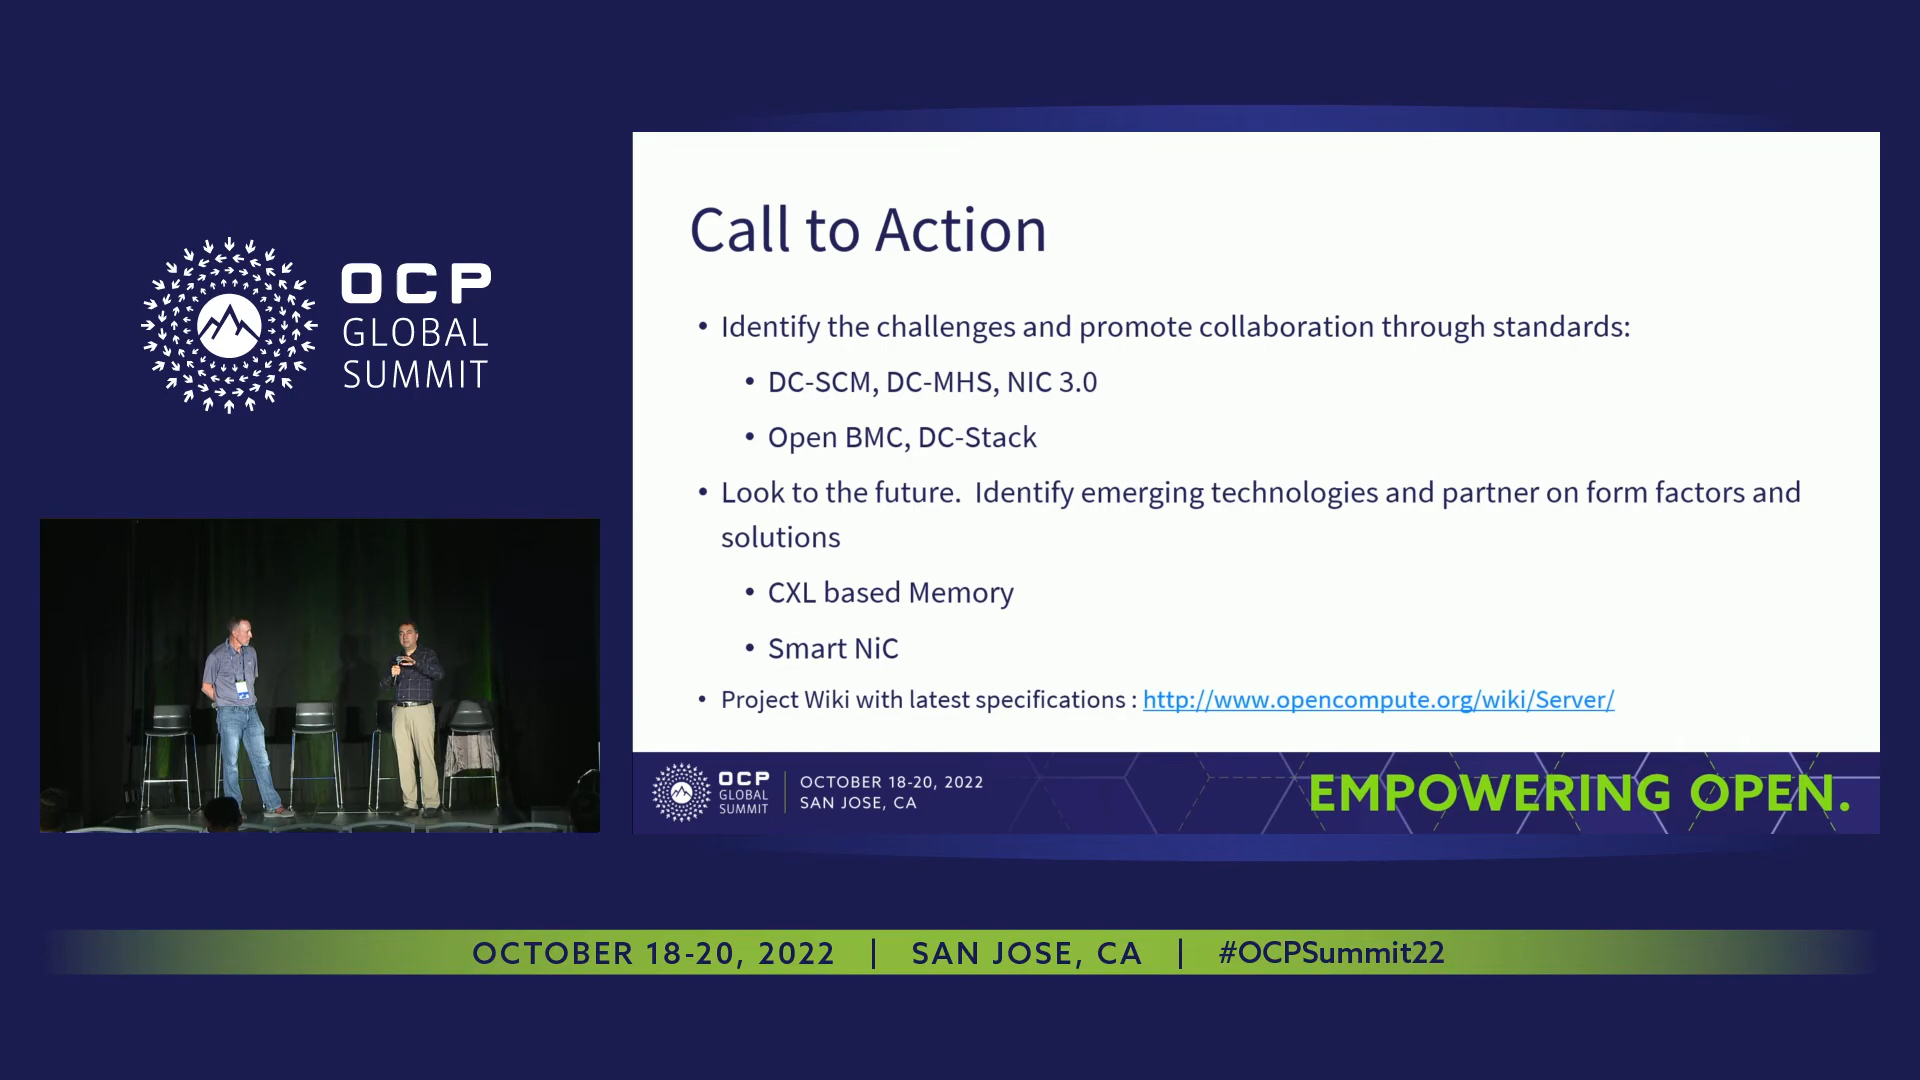 OCP
GLOBAL
SUMMIT
Call to Action
• Identify the challenges and promote collaboration through standards:
• DC-SCM, DC-MHS, NIC 3.0
• Open BMC, DC-Stack
• Look to the future.  Identify emerging technologies and partner on form factors and
solutions
• CXL based Memory
• Smart NiC
• Project Wiki with latest specifications : http://www.opencompute.org/wiki/Server/
OCP
GLOBAL
SUMMIT
OCTOBER 18-20, 2022
SAN JOSE, CA
EMPOWERING OPEN.
OCTOBER 18-20, 2022 | SAN JOSE, CA | #OCPSummit22